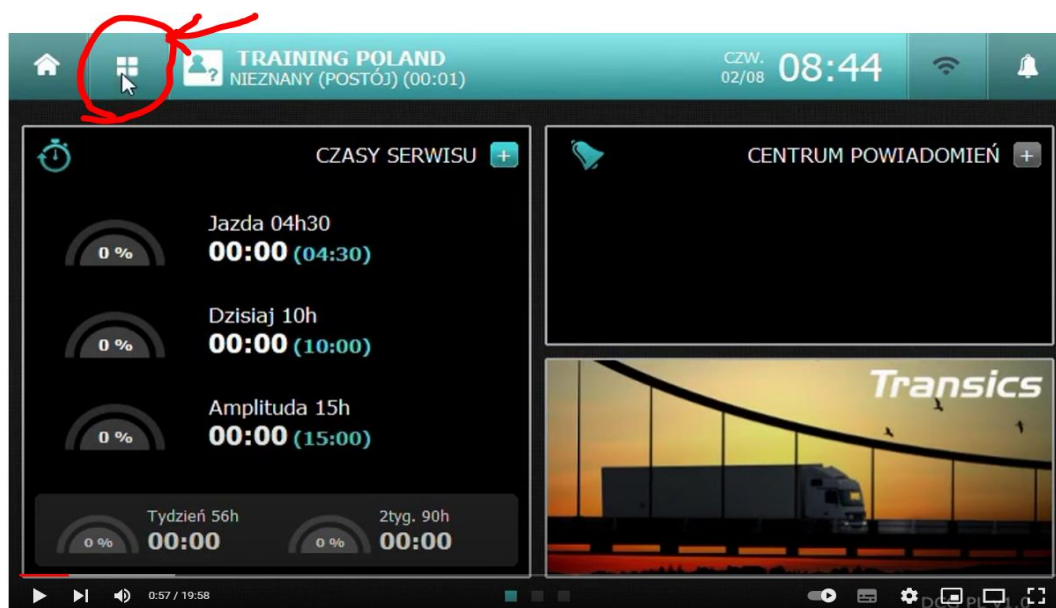 TRAINING POLAND
NIEZNANY (POSTÓJ) (00:01)
CZW.
02/08
08:44
CZASY SERWISU +
Jazda 04h30
0 %
00:00 (04:30)
Dzisiaj 10h
0 %
00:00 (10:00)
Amplituda 15h
0 %
00:00 (15:00)
Tydzień 56h
0 %
00:00
2tyg. 90h
0 %
00:00
CENTRUM POWIADOMIEŃ +
Transics
0:57 / 19:58